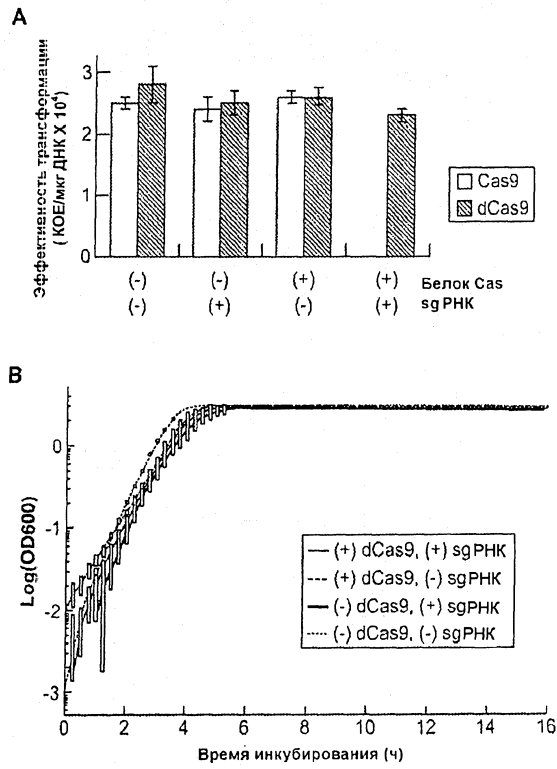 A
Эффективность трансформации
( КОЕ/мкг ДНК X 10⁴)
3
2
1
0
Cas9
dCas9
(-) (-) (+) (+) Белок Cas
(-) (+) (-) (+) sgРНК
B
Log(OD600)
0
-1
-2
-3
(+) dCas9, (+) sgРНК
(+) dCas9, (-) sgРНК
(-) dCas9, (+) sgРНК
(-) dCas9, (-) sgРНК
0 2 4 6 8 10 12 14 16
Время инкубирования (ч)